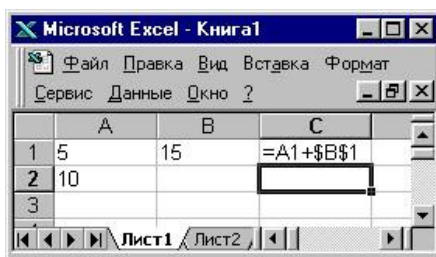 Microsoft Excel - Книга1
Файл Правка Вид Вставка Формат
Сервис Данные Окно ?
A B C
1 5 15 =A1+$B$1
2 10
3
Лист1 Лист2